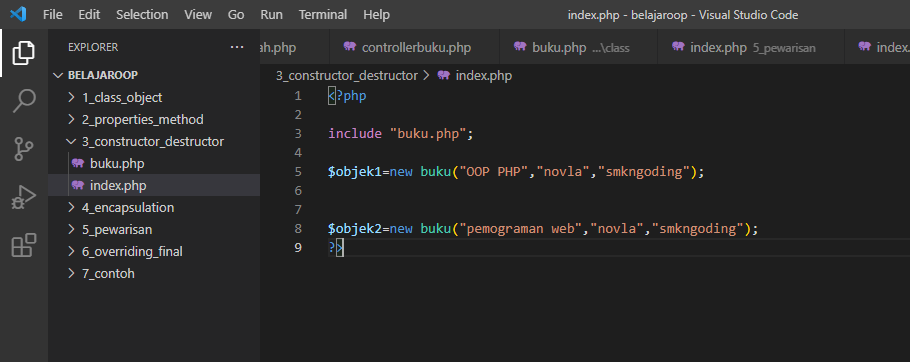 File Edit Selection View Go Run Terminal Help index.php - belajaroop - Visual Studio Code
EXPLORER ... ah.php controllerbuku.php buku.php ...\class index.php 5_pewarisan index.
BELAJAROOP
1_class_object
2_properties_method
3_constructor_destructor
buku.php
index.php
4_encapsulation
5_pewarisan
6_overriding_final
7_contoh
3_constructor_destructor > index.php
1 <?php
2
3 include "buku.php";
4
5 $objek1=new buku("OOP PHP","novla","smkngoding");
6
7
8 $objek2=new buku("pemograman web","novla","smkngoding");
9 ?>